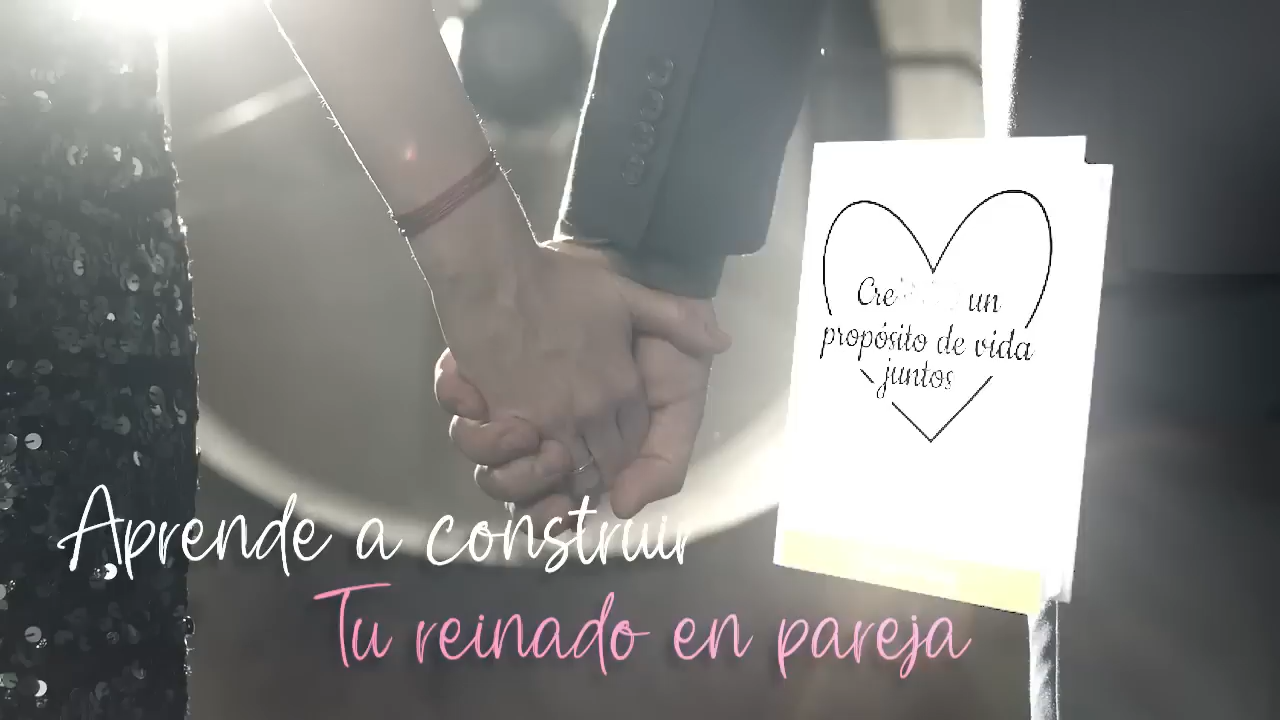 un
propósito de vida
juntos
Aprende a construir
Tu reinado en pareja